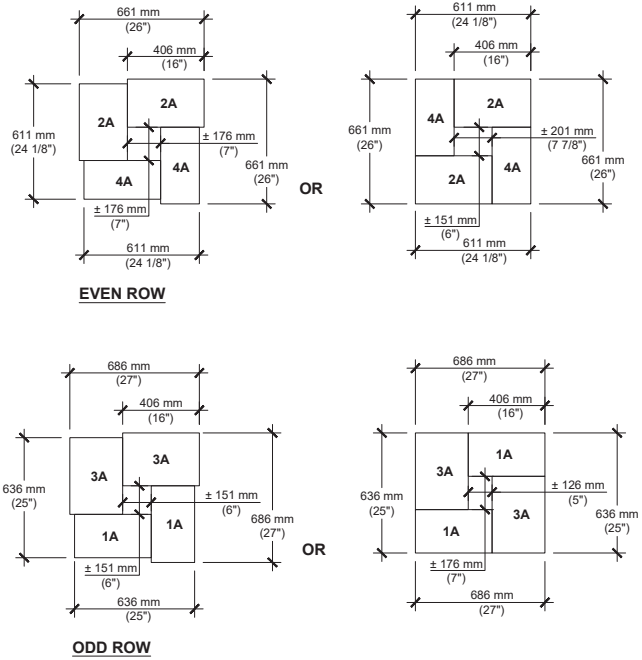 661 mm
(26")
406 mm
(16")
2A
2A
611 mm
(24 1/8")
± 176 mm
(7")
4A
4A
661 mm
(26")
± 176 mm
(7")
611 mm
(24 1/8")
EVEN ROW
OR
611 mm
(24 1/8")
406 mm
(16")
4A
2A
661 mm
(26")
± 201 mm
(7 7/8")
661 mm
(26")
2A
4A
± 151 mm
(6")
611 mm
(24 1/8")
686 mm
(27")
406 mm
(16")
3A
3A
636 mm
(25")
± 151 mm
(6")
1A
1A
686 mm
(27")
± 151 mm
(6")
636 mm
(25")
ODD ROW
OR
686 mm
(27")
406 mm
(16")
3A
1A
636 mm
(25")
± 126 mm
(5")
636 mm
(25")
1A
3A
± 176 mm
(7")
686 mm
(27")